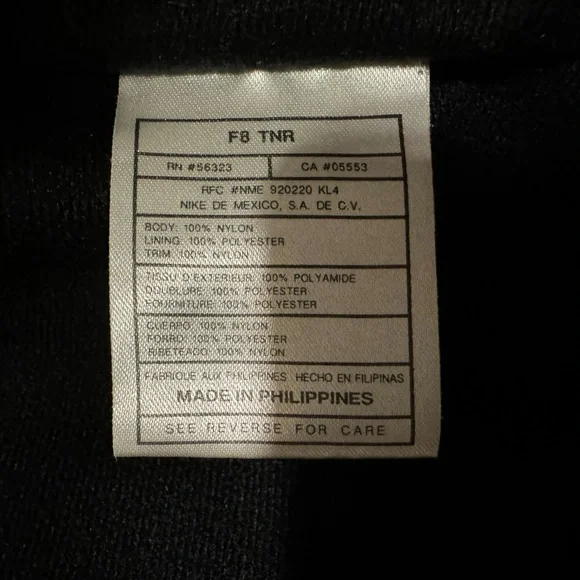 F8 TNR
RN #56323 CA #05553
RFC #NME 920220 KL4
NIKE DE MEXICO, S.A. DE C.V.
BODY: 100% NYLON
LINING: 100% POLYESTER
TRIM: 100% NYLON
TISSU D'EXTERIEUR: 100% POLYAMIDE
DOUBLURE: 100% POLYESTER
FOURNITURE: 100% POLYESTER
CUERPO: 100% NYLON
FORRO: 100% POLYESTER
RIBETEADO: 100% NYLON
FABRIQUE AUX PHILIPPINES HECHO EN FILIPINAS
MADE IN PHILIPPINES
SEE REVERSE FOR CARE